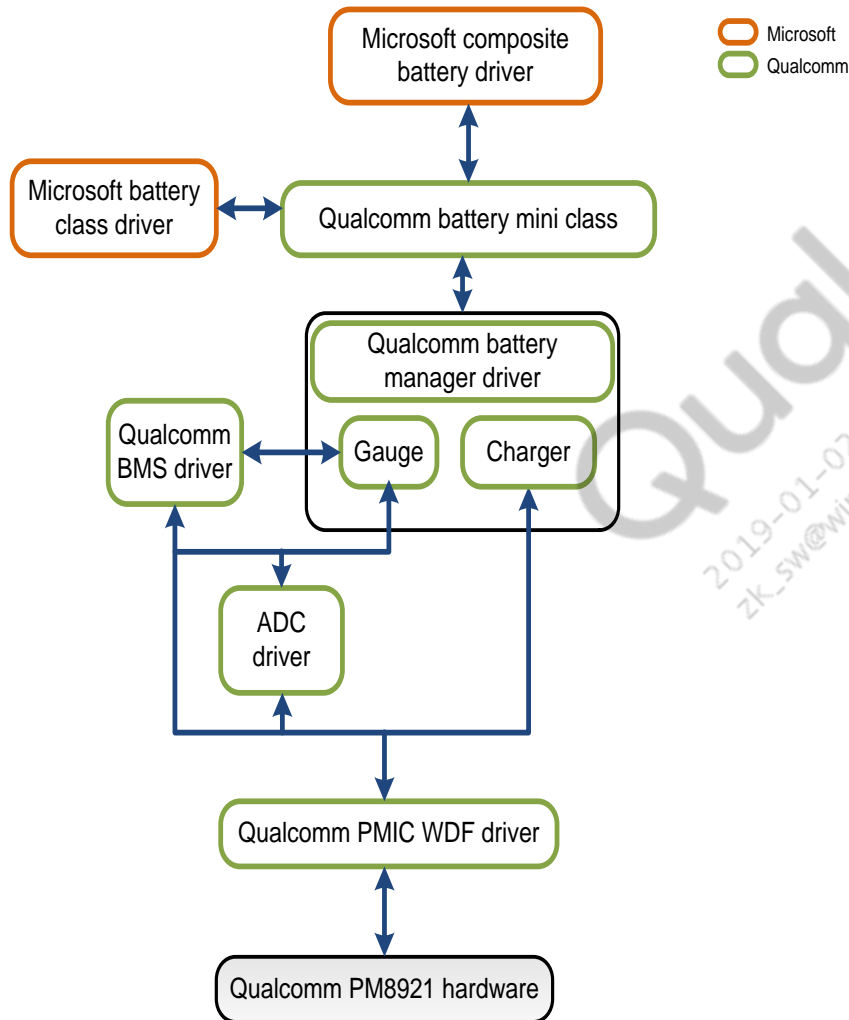 Microsoft composite
battery driver
Microsoft
Qualcomm
Microsoft battery
class driver
Qualcomm battery mini class
Qualcomm battery
manager driver
Qualcomm
BMS driver
Gauge
Charger
ADC
driver
Qualcomm PMIC WDF driver
Qualcomm PM8921 hardware